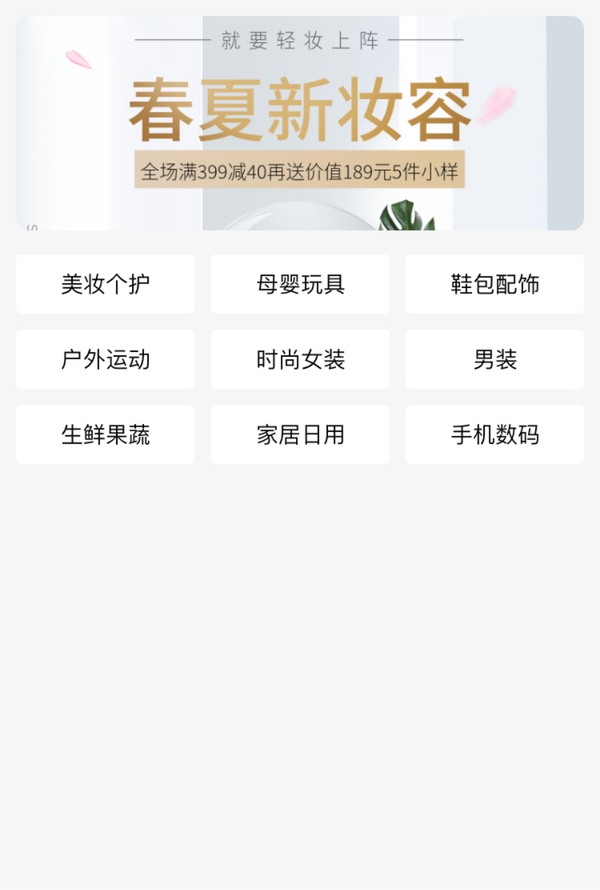 就要轻妆上阵
春夏新妆容
全场满399减40再送价值189元5件小样
美妆个护 母婴玩具 鞋包配饰
户外运动 时尚女装 男装
生鲜果蔬 家居日用 手机数码